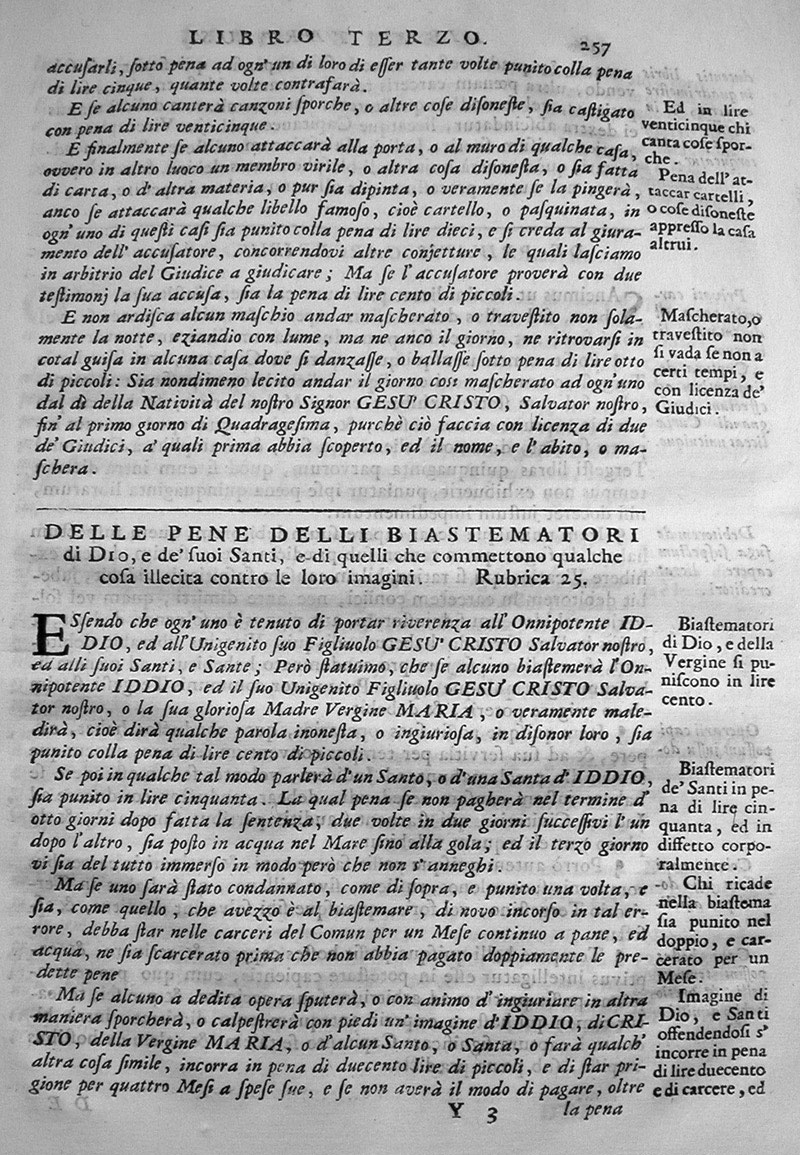 LIBRO TERZO.
257
accuſarli, ſotto pena ad ogn' un di loro di eſſer tante volte punito colla pena
di lire cinque, quante volte contrafarà.
E ſe alcuno canterà canzoni ſporche, o altre coſe diſoneſte, ſia caſtigato
con pena di lire venticinque.
E finalmente ſe alcuno attaccarà alla porta, o al muro di qualche caſa,
ovvero in altro luoco un membro virile, o altra coſa diſoneſta, o ſia fatta
di carta, o d' altra materia, o pur ſia dipinta, o veramente ſe la pingerà,
anco ſe attaccarà qualche libello famoſo, cioè cartello, o paſquinata, in
ogn' uno di queſti caſi ſia punito colla pena di lire dieci, e ſi creda al giura-
mento dell' accuſatore, concorrendovi altre conjetture, le quali laſciamo
in arbitrio del Giudice a giudicare; Ma ſe l' accuſatore proverà con due
teſtimonj la ſua accuſa, ſia la pena di lire cento di piccoli.
E non ardiſca alcun maſchio andar maſcherato, o traveſtito non ſola-
mente la notte, eziandio con lume, ma ne anco il giorno, ne ritrovarſi in
cotal guiſa in alcuna caſa dove ſi danzaſſe, o ballaſſe ſotto pena di lire otto
di piccoli: Sia nondimeno lecito andar il giorno così maſcherato ad ogn' uno
dal dì della Natività del noſtro Signor GESU' CRISTO, Salvator noſtro,
fin' al primo giorno di Quadrageſima, purchè ciò faccia con licenza di due
de' Giudici, a' quali prima abbia ſcoperto, ed il nome, e l' abito, o ma-
ſchera.
Ed in lire
venticinque chi
canta coſe ſpor-
che.
Pena dell' at-
taccar cartelli,
o coſe diſoneſte
appreſſo la caſa
altrui.
Maſcherato, o
traveſtito non
ſi vada ſe non a
certi tempi, e
con licenza de'
Giudici.
DELLE PENE DELLI BIASTEMATORI
di Dio, e de' ſuoi Santi, e di quelli che commettono qualche
coſa illecita contro le loro imagini. Rubrica 25.
ESſendo che ogn' uno è tenuto di portar riverenza all' Onnipotente ID-
DIO, ed all' Unigenito ſuo Figliuolo GESU' CRISTO Salvator noſtro,
ed alli ſuoi Santi, e Sante; Però ſtatuimo, che ſe alcuno biaſtemerà l' On-
nipotente IDDIO, ed il ſuo Unigenito Figliuolo GESU' CRISTO Salva-
tor noſtro, o la ſua glorioſa Madre Vergine MARIA, o veramente male-
dirà, cioè dirà qualche parola inoneſta, o ingiurioſa, in diſonor loro, ſia
punito colla pena di lire cento di piccoli.
Se poi in qualche tal modo parlerà d' un Santo, o d' una Santa d' IDDIO,
ſia punito in lire cinquanta. La qual pena ſe non pagherà nel termine d'
otto giorni dopo fatta la ſentenza, due volte in due giorni ſucceſſivi l' un
dopo l' altro, ſia poſto in acqua nel Mare ſino alla gola; ed il terzo giorno
vi ſia del tutto immerſo in modo però che non s' anneghi.
Ma ſe uno ſarà ſtato condannato, come di ſopra, e punito una volta, e
ſia, come quello, che avezzo è al biaſtemare, di novo incorſo in tal er-
rore, debba ſtar nelle carceri del Comun per un Meſe continuo a pane, ed
acqua, ne ſia ſcarcerato prima che non abbia pagato doppiamente le pre-
dette pene
Ma ſe alcuno a dedita opera ſputerà, o con animo d' ingiuriare in altra
maniera ſporcherà, o calpeſtrerà con piedi un' imagine d' IDDIO, di CRI-
STO, della Vergine MARIA, o d' alcun Santo, o Santa, o farà qualch'
altra coſa ſimile, incorra in pena di duecento lire di piccoli, e di ſtar pri-
gione per quattro Meſi a ſpeſe ſue, e ſe non averà il modo di pagare, oltre
Biaſtematori
di Dio, e della
Vergine ſi pu-
niſcono in lire
cento.
Biaſtematori
de' Santi in pe-
na di lire cin-
quanta, ed in
diffetto corpo-
ralmente.
Chi ricade
nella biaſtema
ſia punito nel
doppio, e car-
cerato per un
Meſe.
Imagine di
Dio, e Santi
offendendoſi s'
incorre in pena
di lire duecento
e di carcere, ed
Y 3
la pena